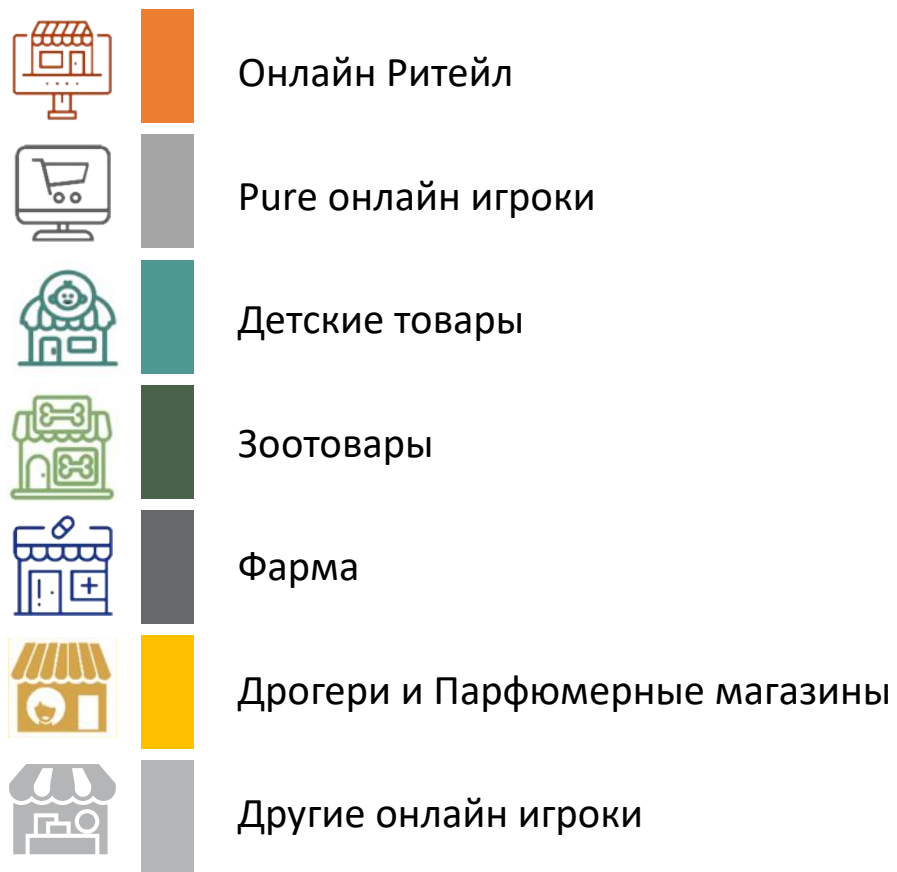 Онлайн Ритейл
Pure онлайн игроки
Детские товары
Зоотовары
Фарма
Дрогери и Парфюмерные магазины
Другие онлайн игроки